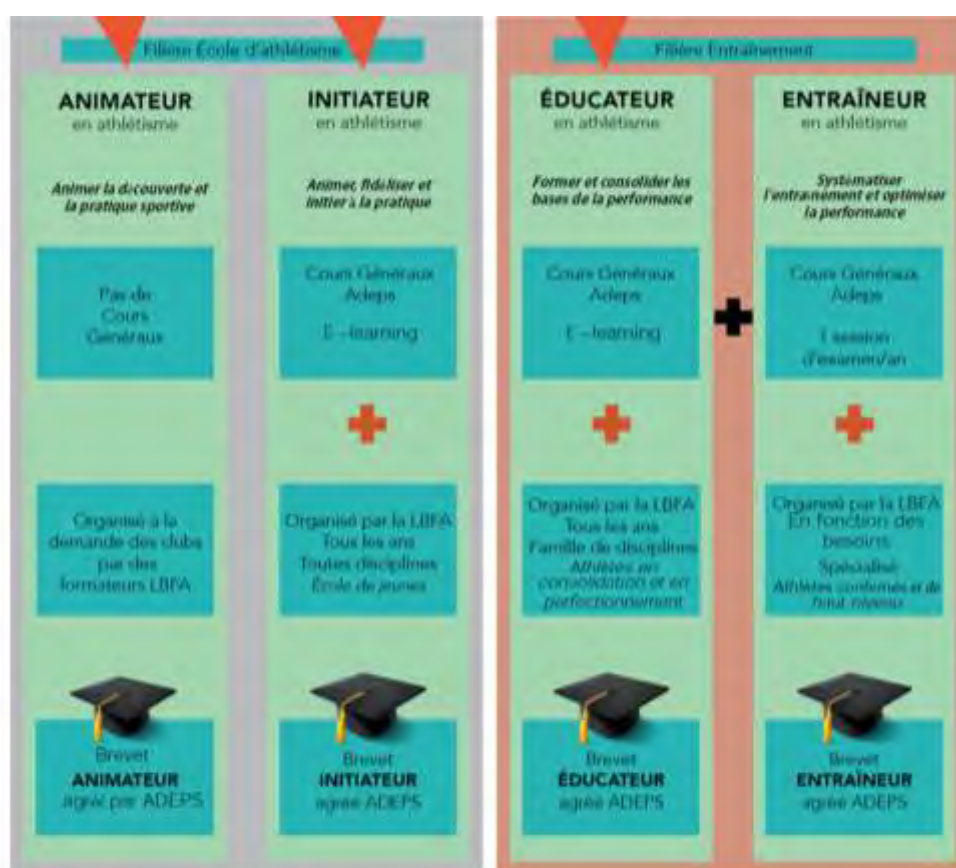 Filière École d'athlétisme
ANIMATEUR
en athlétisme
Animer la découverte et
la pratique sportive
Pas de
Cours
Généraux
Organisé à la
demande des clubs
par des
formateurs LBFA
Brevet
ANIMATEUR
agréé par ADEPS
INITIATEUR
en athlétisme
Animer, fidéliser et
initier à la pratique
Cours Généraux
Adeps
E-learning
Organisé par la LBFA
Tous les ans
Toutes disciplines
École de jeunes
Brevet
INITIATEUR
agréé ADEPS
Filière Entraînement
ÉDUCATEUR
en athlétisme
Former et consolider les
bases de la performance
Cours Généraux
Adeps
E-learning
Organisé par la LBFA
Tous les ans
Famille de disciplines
Athlètes en
consolidation et en
perfectionnement
Brevet
ÉDUCATEUR
agréé ADEPS
ENTRAÎNEUR
en athlétisme
Systématiser
l'entraînement et optimiser
la performance
Cours Généraux
Adeps
1 session
d'examen/an
Organisé par la LBFA
En fonction des
besoins
Spécialisé
Athlètes confirmés et de
haut niveau
Brevet
ENTRAÎNEUR
agréé ADEPS